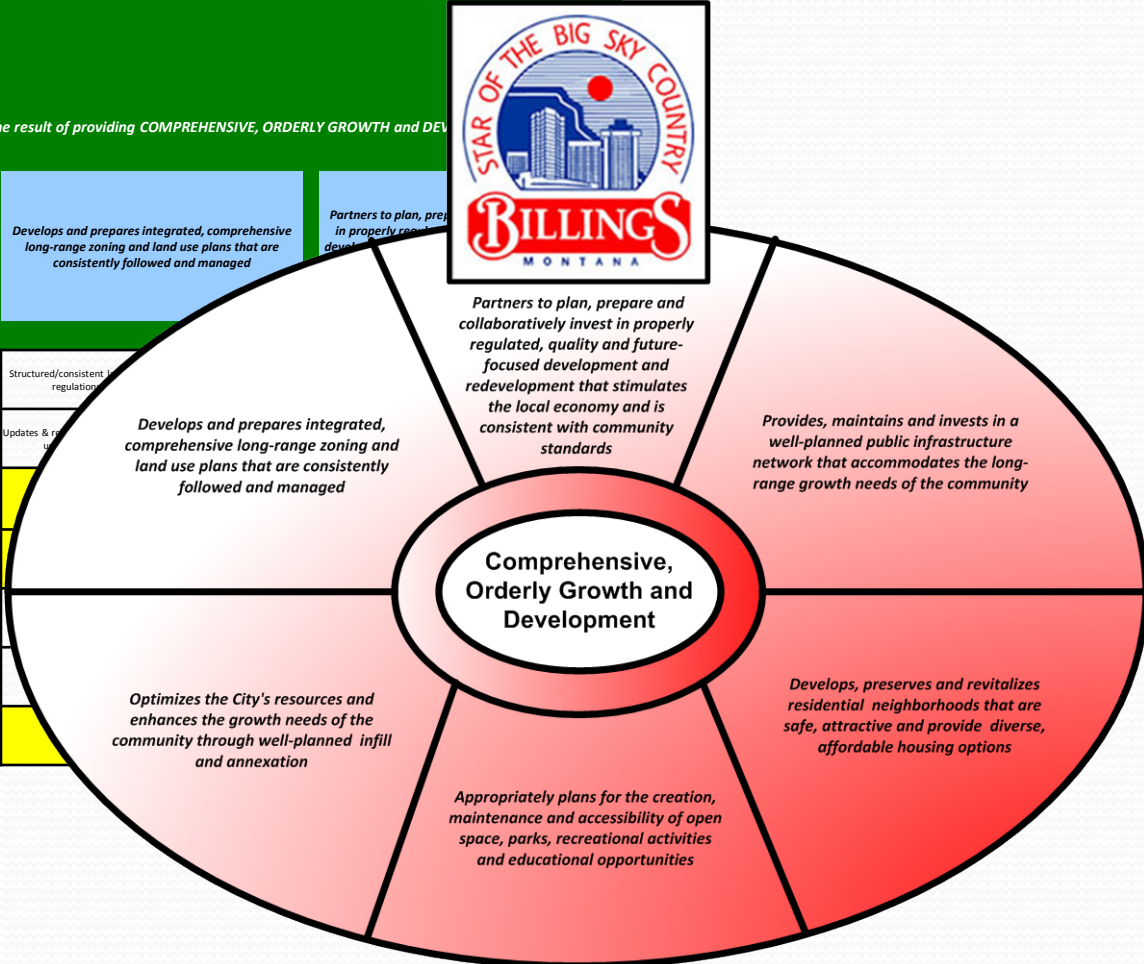 STAR OF THE BIG SKY COUNTRY
BILLINGS
MONTANA
result of providing COMPREHENSIVE, ORDERLY GROWTH and
Develops and prepares integrated, comprehensive
long-range zoning and land use plans that are
consistently followed and managed
Partners to plan,
in properly
Structured/consistent
Updates &
Partners to plan, prepare and
collaboratively invest in properly
regulated, quality and future-
focused development and
redevelopment that stimulates
the local economy and is
consistent with community
standards
Develops and prepares integrated,
comprehensive long-range zoning and
land use plans that are consistently
followed and managed
Provides, maintains and invests in a
well-planned public infrastructure
network that accommodates the long-
range growth needs of the community
Comprehensive,
Orderly Growth and
Development
Optimizes the City's resources and
enhances the growth needs of the
community through well-planned infill
and annexation
Develops, preserves and revitalizes
residential neighborhoods that are
safe, attractive and provide diverse,
affordable housing options
Appropriately plans for the creation,
maintenance and accessibility of open
space, parks, recreational activities
and educational opportunities